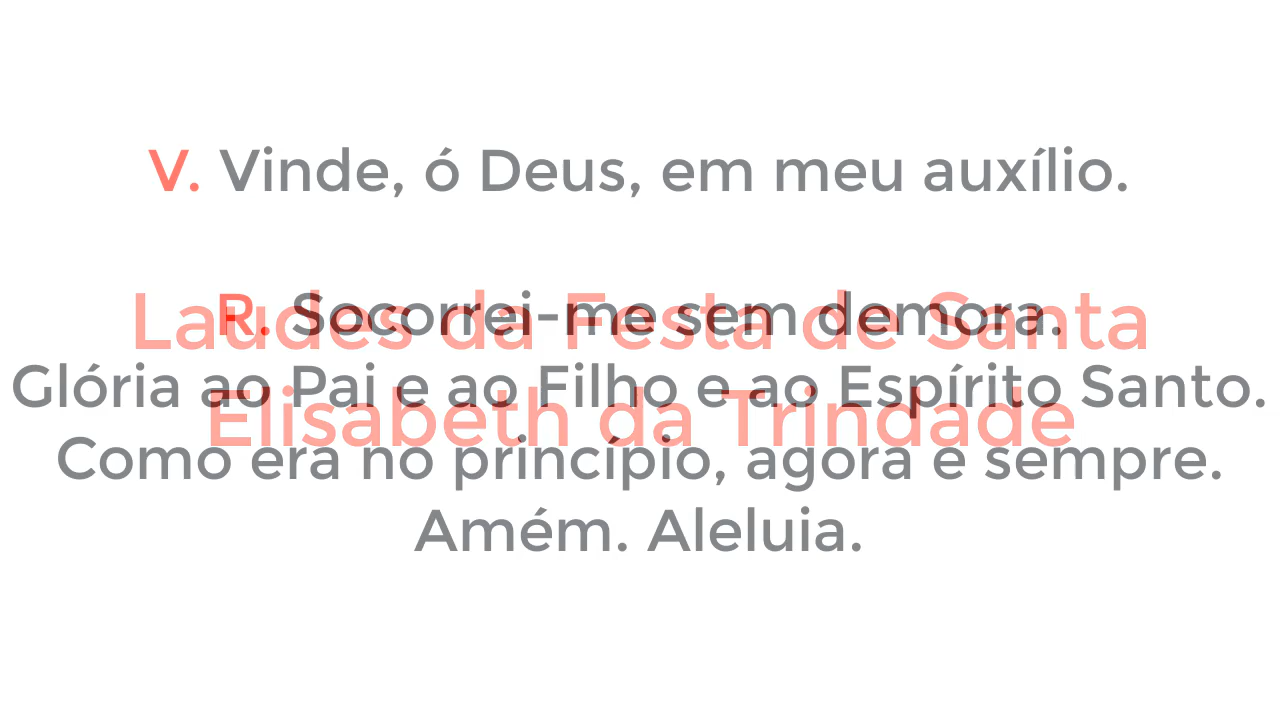 V. Vinde, ó Deus, em meu auxílio.
R. Socorrei-me sem demora.
Glória ao Pai e ao Filho e ao Espírito Santo.
Como era no princípio, agora e sempre.
Amém. Aleluia.
Laudes da Festa de Santa
Elisabeth da Trindade